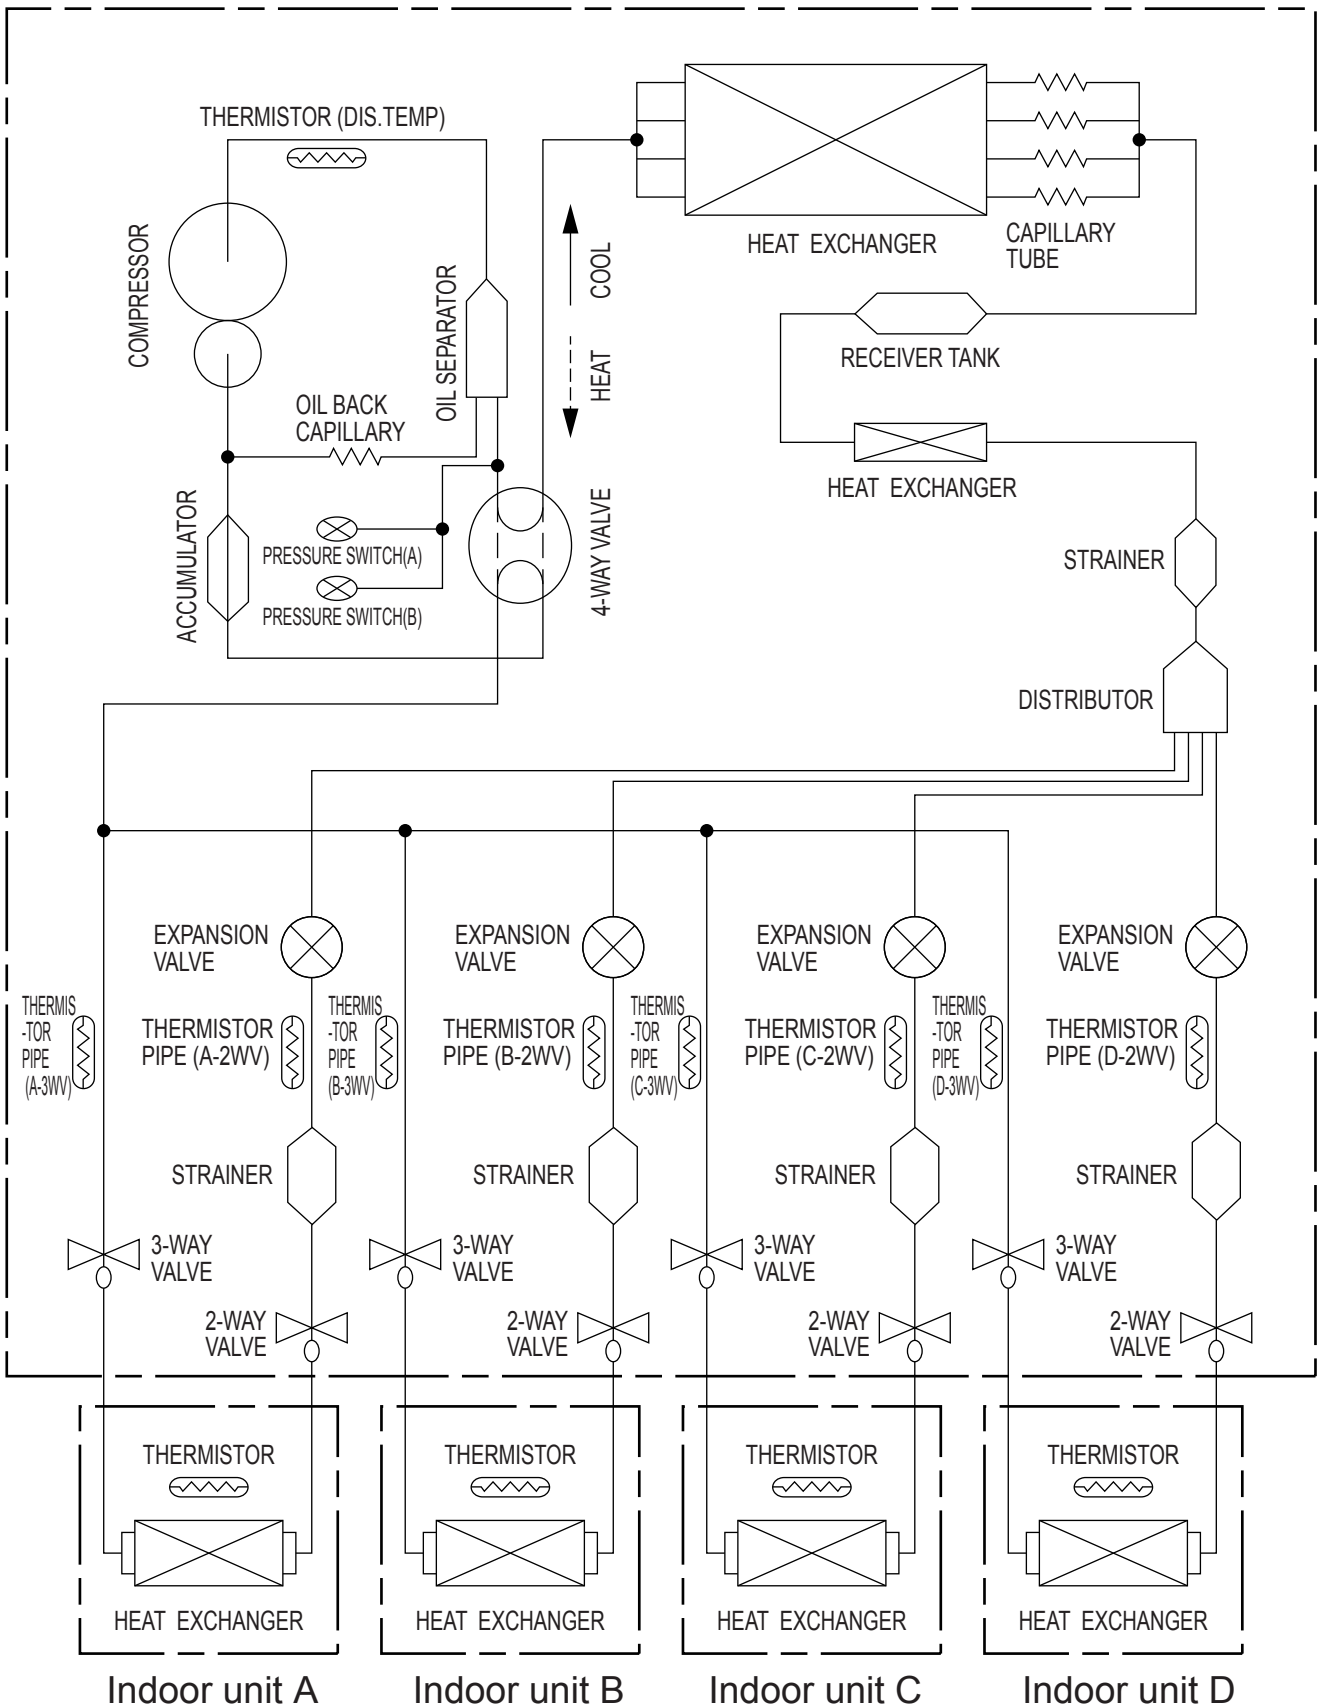 THERMISTOR (DIS.TEMP)
COMPRESSOR
OIL SEPARATOR
OIL BACK
CAPILLARY
COOL
HEAT
HEAT EXCHANGER
CAPILLARY
TUBE
RECEIVER TANK
HEAT EXCHANGER
ACCUMULATOR
PRESSURE SWITCH(A)
PRESSURE SWITCH(B)
4-WAY VALVE
STRAINER
DISTRIBUTOR
EXPANSION
VALVE
EXPANSION
VALVE
EXPANSION
VALVE
EXPANSION
VALVE
THERMIS
-TOR
PIPE
(A-3WV)
THERMISTOR
PIPE (A-2WV)
THERMIS
-TOR
PIPE
(B-3WV)
THERMISTOR
PIPE (B-2WV)
THERMIS
-TOR
PIPE
(C-3WV)
THERMISTOR
PIPE (C-2WV)
THERMIS
-TOR
PIPE
(D-3WV)
THERMISTOR
PIPE (D-2WV)
STRAINER
STRAINER
STRAINER
STRAINER
3-WAY
VALVE
3-WAY
VALVE
3-WAY
VALVE
3-WAY
VALVE
2-WAY
VALVE
2-WAY
VALVE
2-WAY
VALVE
2-WAY
VALVE
THERMISTOR
THERMISTOR
THERMISTOR
THERMISTOR
HEAT EXCHANGER
HEAT EXCHANGER
HEAT EXCHANGER
HEAT EXCHANGER
Indoor unit A
Indoor unit B
Indoor unit C
Indoor unit D